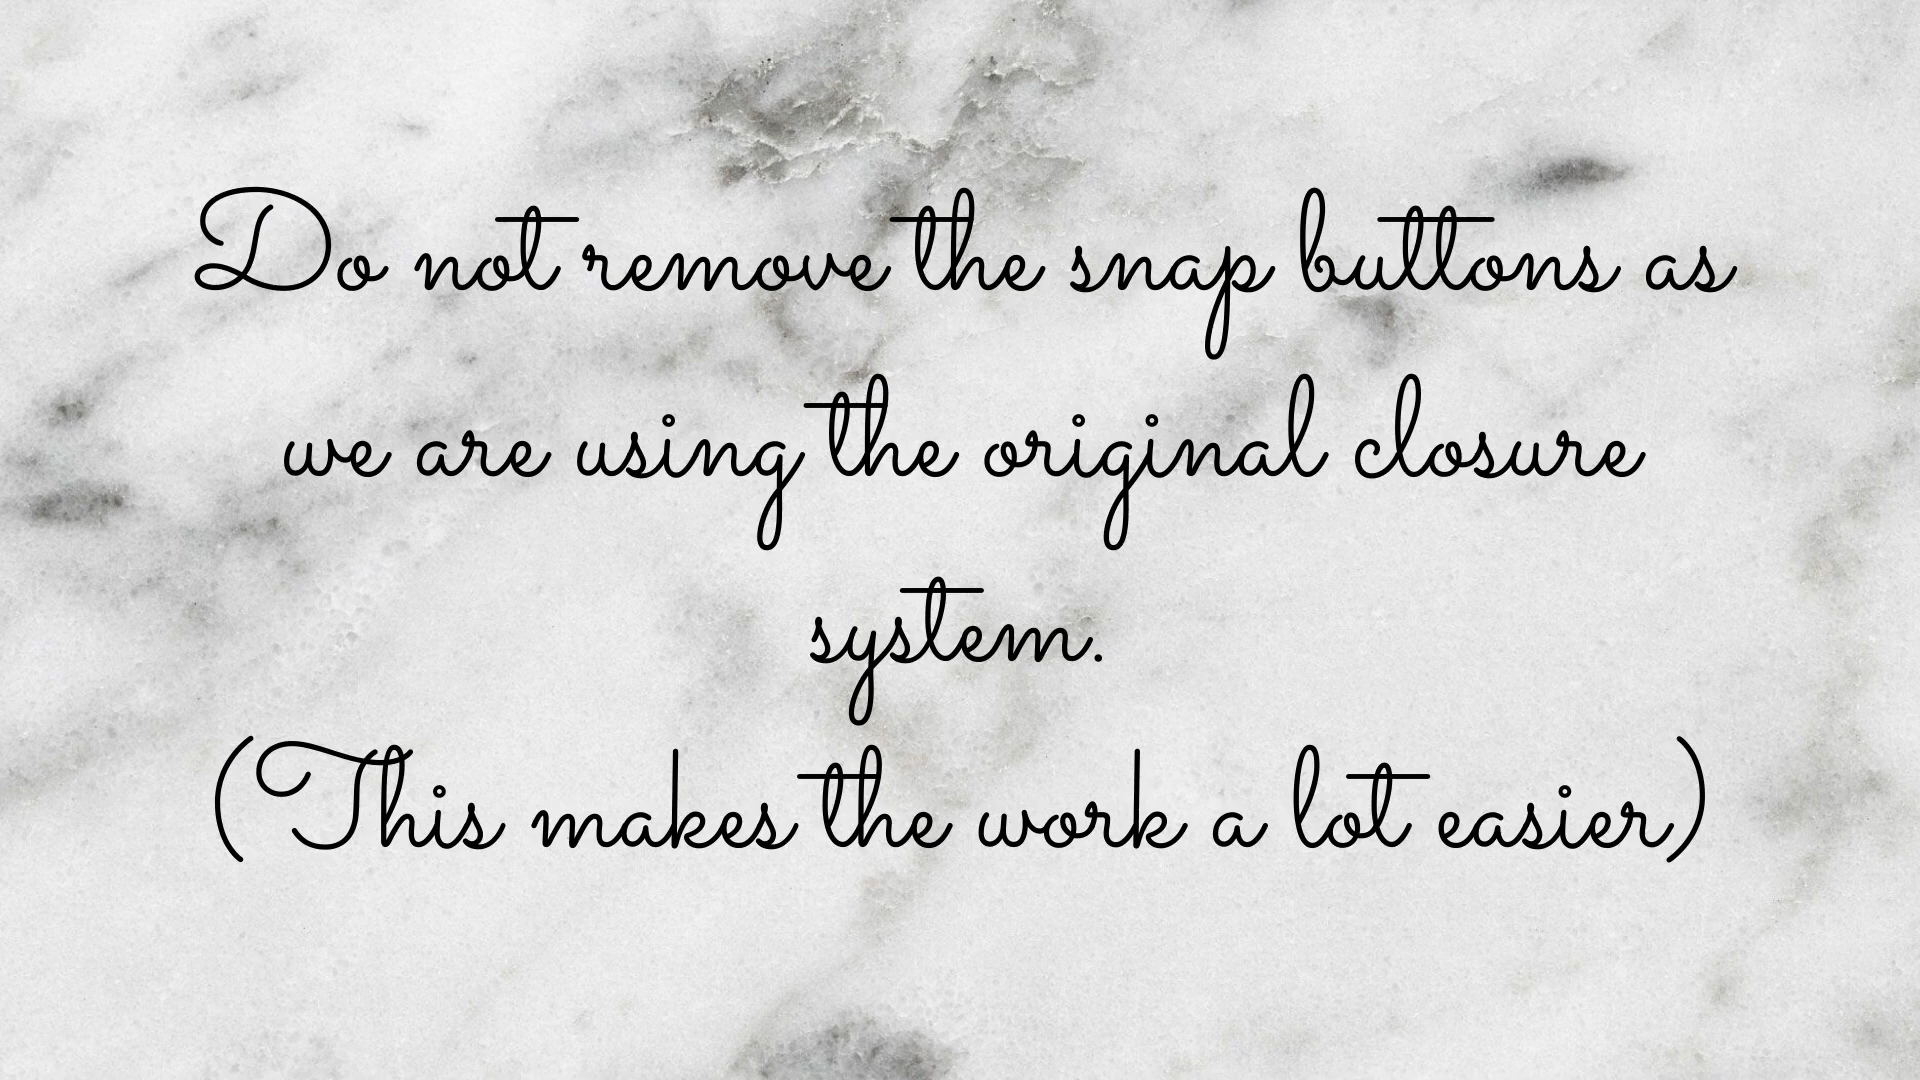 Do not remove the snap buttons as
we are using the original closure
system.
(This makes the work a lot easier)